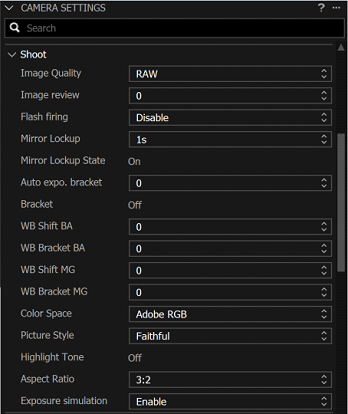 CAMERA SETTINGS ? ...
Search
Shoot
Image Quality RAW
Image review 0
Flash firing Disable
Mirror Lockup 1s
Mirror Lockup State On
Auto expo. bracket 0
Bracket Off
WB Shift BA 0
WB Bracket BA 0
WB Shift MG 0
WB Bracket MG 0
Color Space Adobe RGB
Picture Style Faithful
Highlight Tone Off
Aspect Ratio 3:2
Exposure simulation Enable